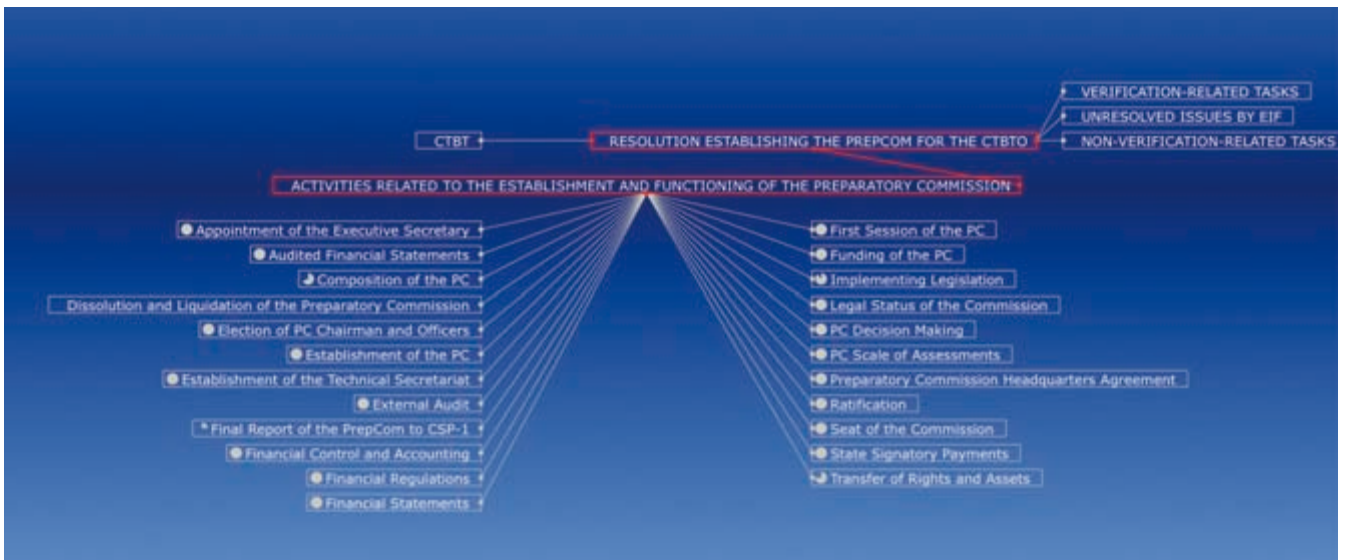 VERIFICATION-RELATED TASKS
UNRESOLVED ISSUES BY EIF
CTBT
RESOLUTION ESTABLISHING THE PREPCOM FOR THE CTBTO
NON-VERIFICATION-RELATED TASKS
ACTIVITIES RELATED TO THE ESTABLISHMENT AND FUNCTIONING OF THE PREPARATORY COMMISSION
Appointment of the Executive Secretary
Audited Financial Statements
Composition of the PC
Dissolution and Liquidation of the Preparatory Commission
Election of PC Chairman and Officers
Establishment of the PC
Establishment of the Technical Secretariat
External Audit
Final Report of the PrepCom to CSP-1
Financial Control and Accounting
Financial Regulations
Financial Statements
First Session of the PC
Funding of the PC
Implementing Legislation
Legal Status of the Commission
PC Decision Making
PC Scale of Assessments
Preparatory Commission Headquarters Agreement
Ratification
Seat of the Commission
State Signatory Payments
Transfer of Rights and Assets